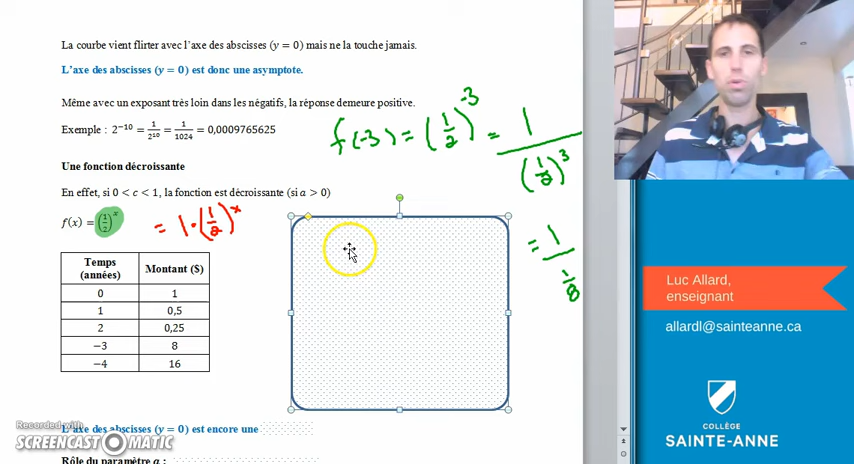 La courbe vient flirter avec l'axe des abscisses (y = 0) mais ne la touche jamais.
L'axe des abscisses (y = 0) est donc une asymptote.
Même avec un exposant très loin dans les négatifs, la réponse demeure positive.
Exemple : 2^{-10} = 1/2^{10} = 1/1024 = 0,0009765625
f(-3) = (1/2)^{-3} = 1/(1/2)^3
= 1/(1/8)
Une fonction décroissante
En effet, si 0 < c < 1, la fonction est décroissante (si a > 0)
f(x) = (1/2)^x = 1 · (1/2)^x
Temps (années) Montant ($)
0 1
1 0,5
2 0,25
−3 8
−4 16
L'axe des abscisses (y = 0) est encore une
Rôle du paramètre a :
Luc Allard,
enseignant
allardl@sainteanne.ca
COLLÈGE
SAINTE-ANNE
Recorded with
SCREENCAST MATIC